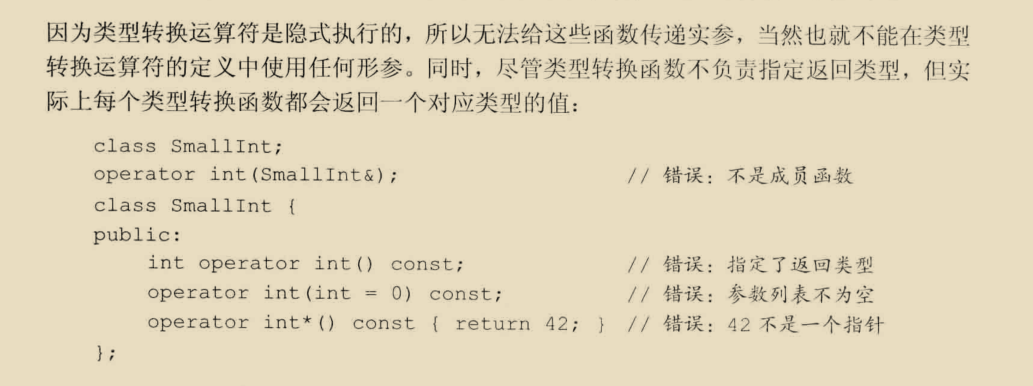 因为类型转换运算符是隐式执行的，所以无法给这些函数传递实参，当然也就不能在类型
转换运算符的定义中使用任何形参。同时，尽管类型转换函数不负责指定返回类型，但实
际上每个类型转换函数都会返回一个对应类型的值：
class SmallInt;
operator int(SmallInt&); // 错误：不是成员函数
class SmallInt {
public:
int operator int() const; // 错误：指定了返回类型
operator int(int = 0) const; // 错误：参数列表不为空
operator int*() const { return 42; } // 错误：42 不是一个指针
};